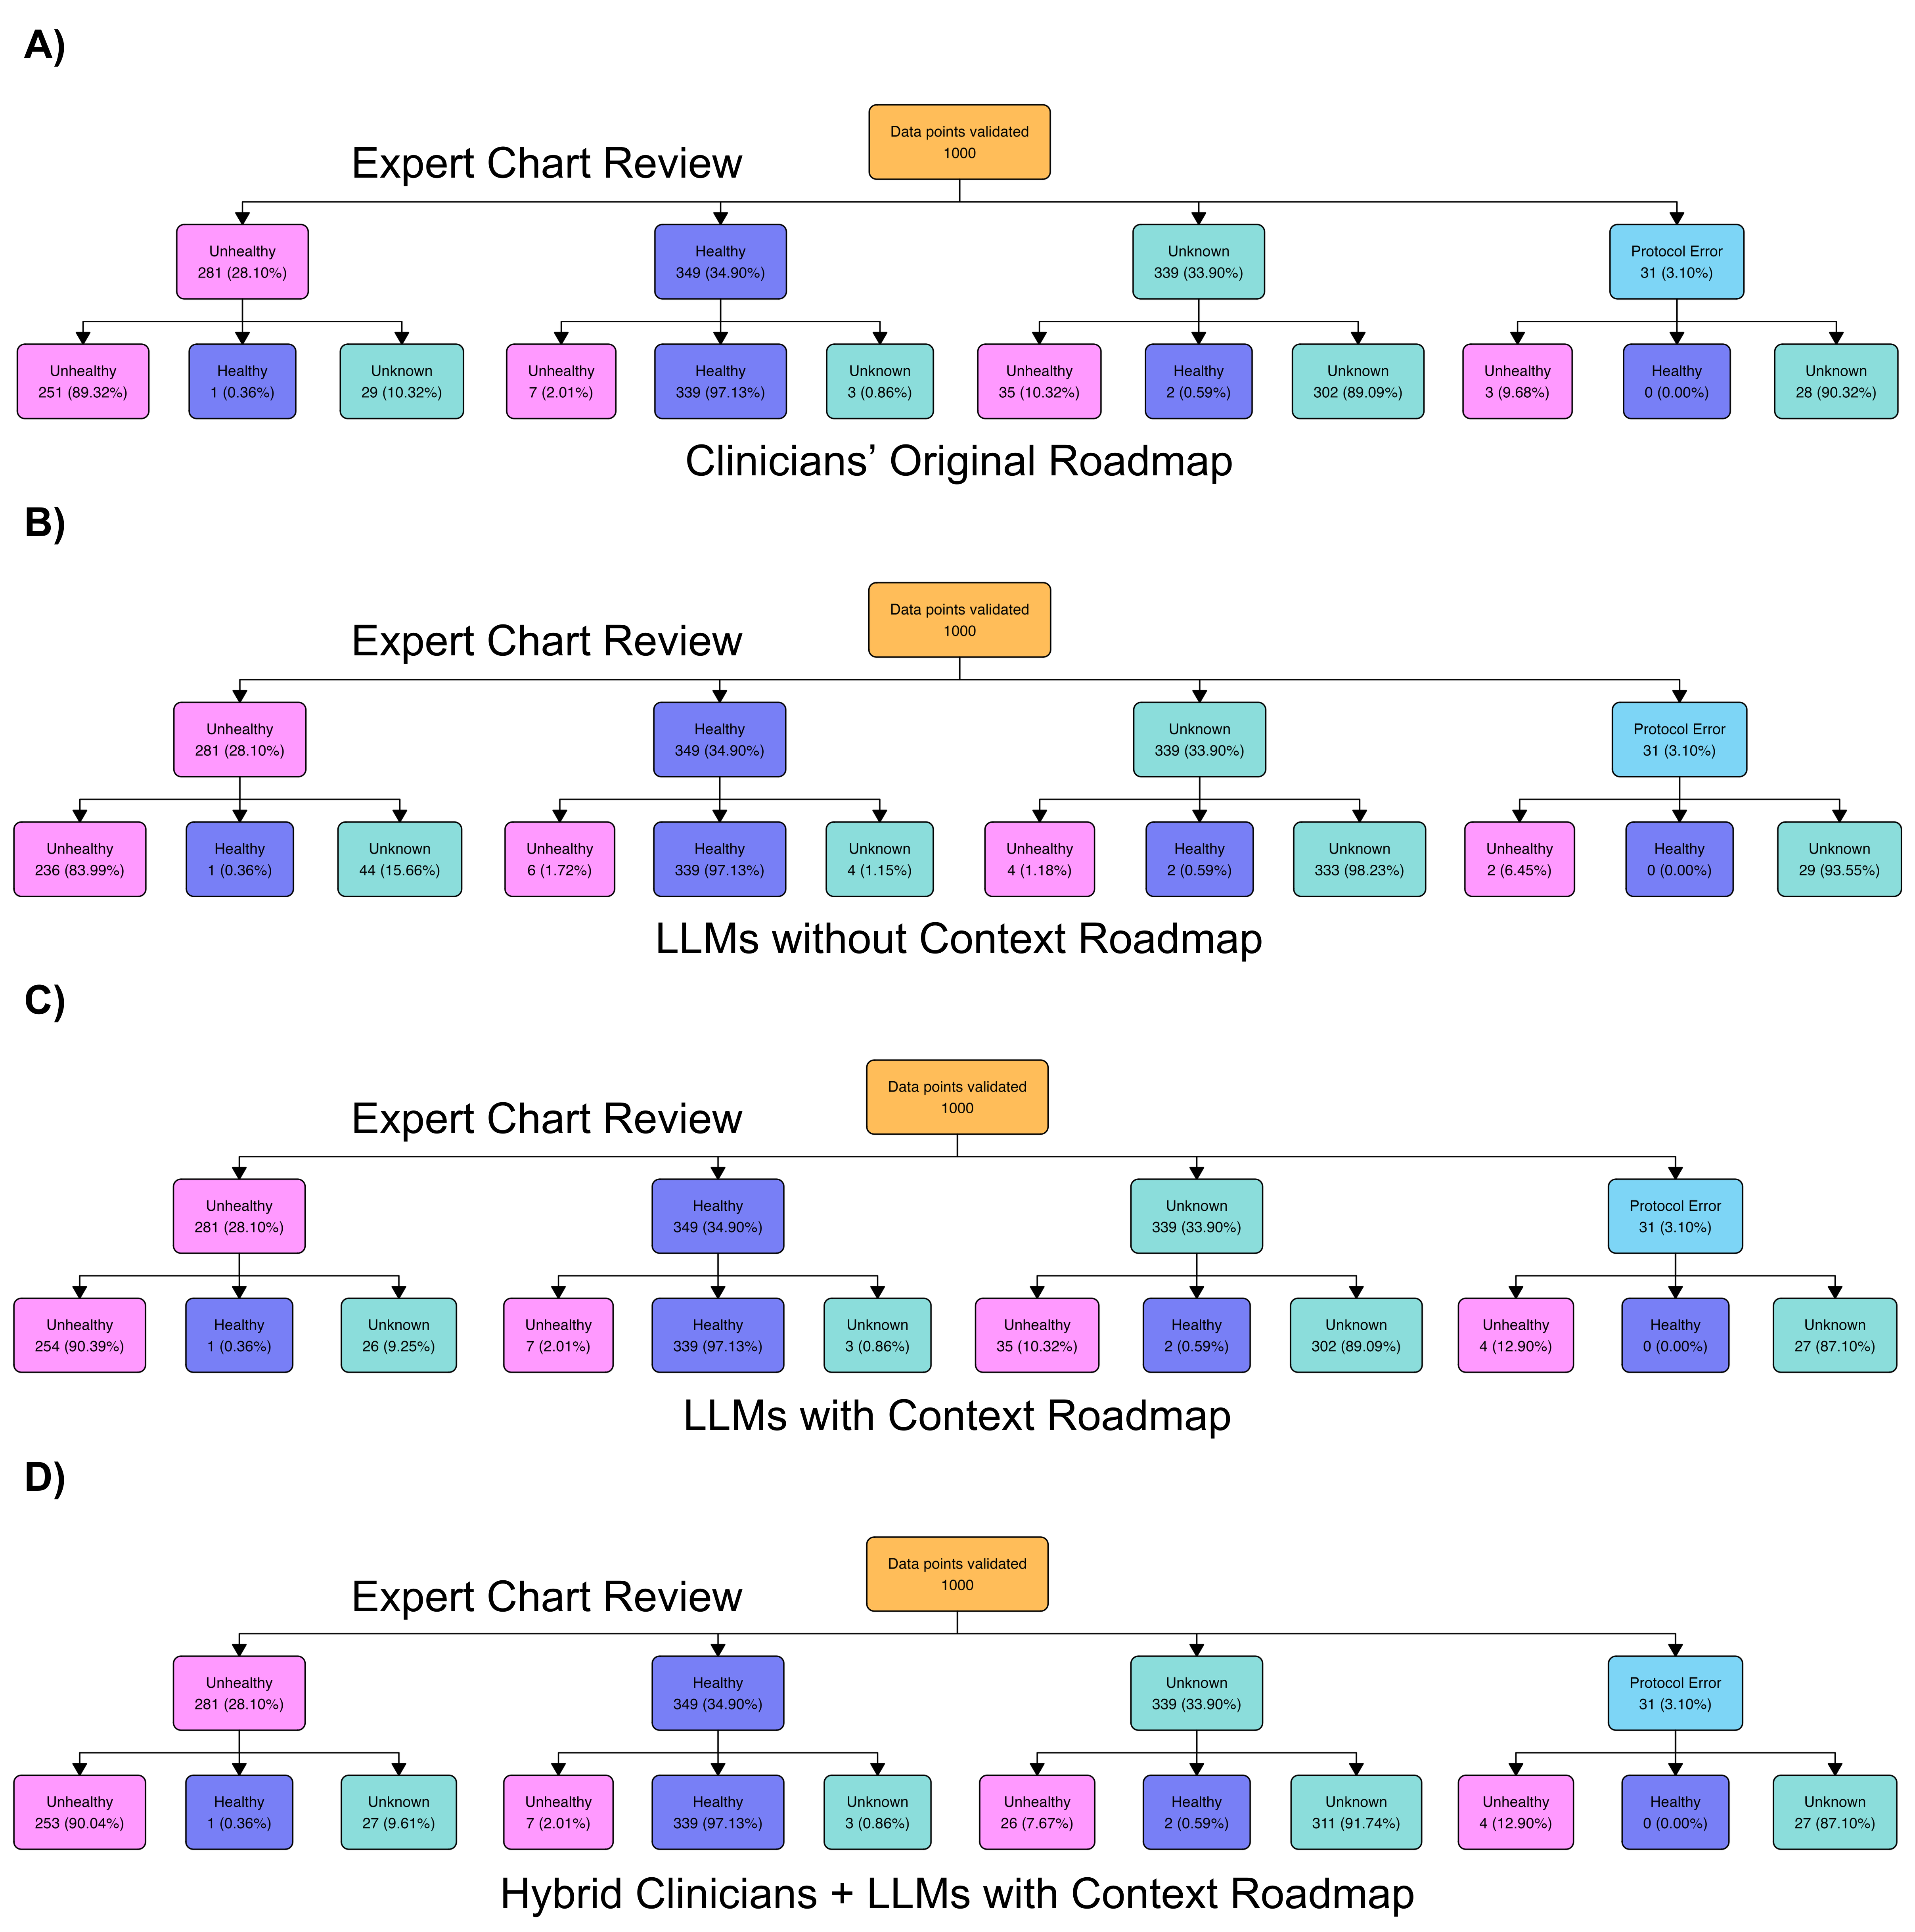 A)
Data points validated
1000
Expert Chart Review
Unhealthy
281 (28.10%)
Healthy
349 (34.90%)
Unknown
339 (33.90%)
Protocol Error
31 (3.10%)
Unhealthy
251 (89.32%)
Healthy
1 (0.36%)
Unknown
29 (10.32%)
Unhealthy
7 (2.01%)
Healthy
339 (97.13%)
Unknown
3 (0.86%)
Unhealthy
35 (10.32%)
Healthy
2 (0.59%)
Unknown
302 (89.09%)
Unhealthy
3 (9.68%)
Healthy
0 (0.00%)
Unknown
28 (90.32%)
Clinicians’ Original Roadmap
B)
Data points validated
1000
Expert Chart Review
Unhealthy
281 (28.10%)
Healthy
349 (34.90%)
Unknown
339 (33.90%)
Protocol Error
31 (3.10%)
Unhealthy
236 (83.99%)
Healthy
1 (0.36%)
Unknown
44 (15.66%)
Unhealthy
6 (1.72%)
Healthy
339 (97.13%)
Unknown
4 (1.15%)
Unhealthy
4 (1.18%)
Healthy
2 (0.59%)
Unknown
333 (98.23%)
Unhealthy
2 (6.45%)
Healthy
0 (0.00%)
Unknown
29 (93.55%)
LLMs without Context Roadmap
C)
Data points validated
1000
Expert Chart Review
Unhealthy
281 (28.10%)
Healthy
349 (34.90%)
Unknown
339 (33.90%)
Protocol Error
31 (3.10%)
Unhealthy
254 (90.39%)
Healthy
1 (0.36%)
Unknown
26 (9.25%)
Unhealthy
7 (2.01%)
Healthy
339 (97.13%)
Unknown
3 (0.86%)
Unhealthy
35 (10.32%)
Healthy
2 (0.59%)
Unknown
302 (89.09%)
Unhealthy
4 (12.90%)
Healthy
0 (0.00%)
Unknown
27 (87.10%)
LLMs with Context Roadmap
D)
Data points validated
1000
Expert Chart Review
Unhealthy
281 (28.10%)
Healthy
349 (34.90%)
Unknown
339 (33.90%)
Protocol Error
31 (3.10%)
Unhealthy
253 (90.04%)
Healthy
1 (0.36%)
Unknown
27 (9.61%)
Unhealthy
7 (2.01%)
Healthy
339 (97.13%)
Unknown
3 (0.86%)
Unhealthy
26 (7.67%)
Healthy
2 (0.59%)
Unknown
311 (91.74%)
Unhealthy
4 (12.90%)
Healthy
0 (0.00%)
Unknown
27 (87.10%)
Hybrid Clinicians + LLMs with Context Roadmap